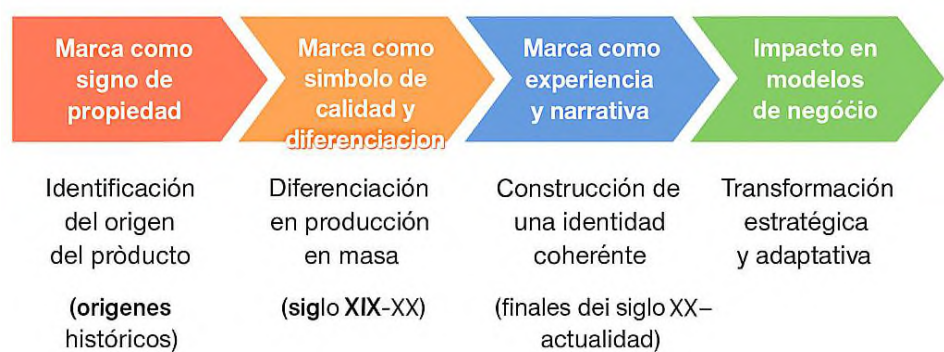 Marca como
signo de
propiedad
Marca como
simbolo de
calidad y
diferenciacion
Marca como
experiencia
y narrativa
Impacto en
modelos
de negóćio
Identificación
del origen
del pròducto
(origenes
históricos)
Diferenciación
en producción
en masa
(siglo XIX-XX)
Construcción de
una identidad
coherénte
(finales dei siglo XX–
actualidad)
Transformación
estratégica
y adaptativa